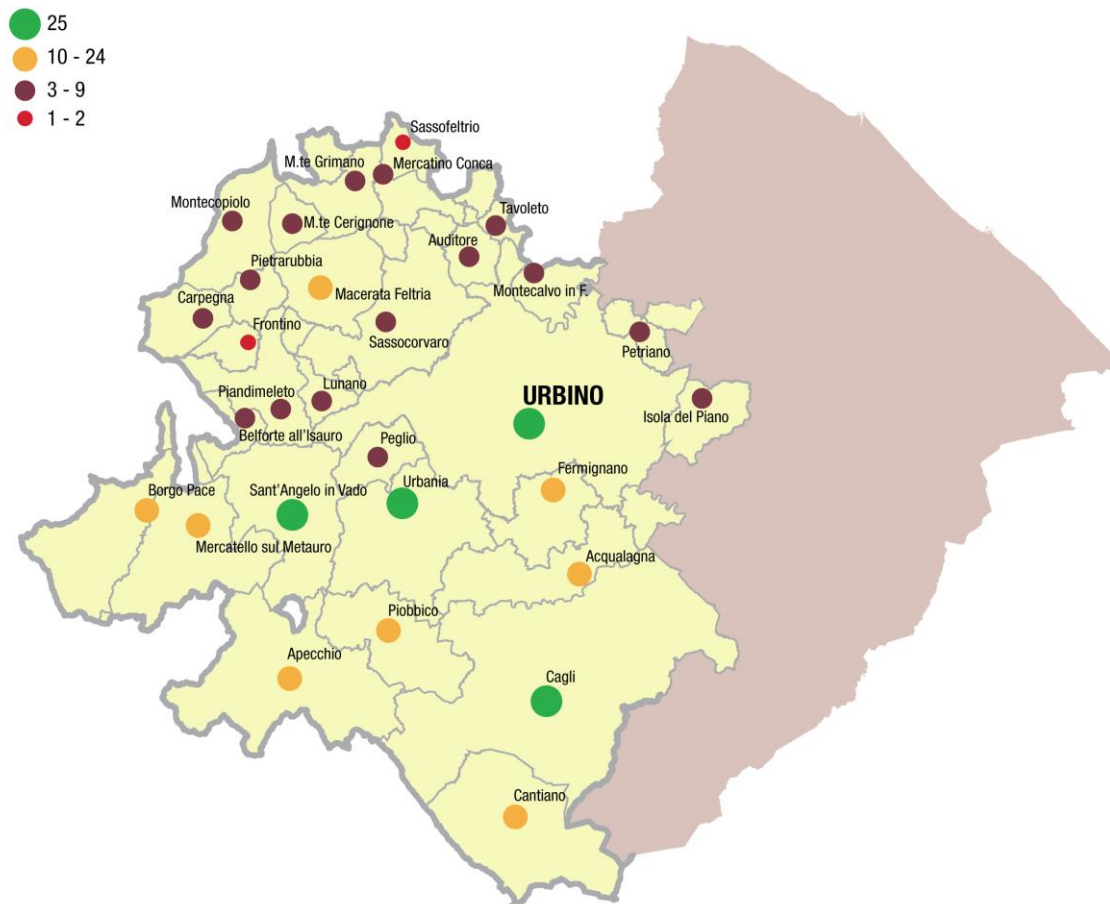 25
10 - 24
3 - 9
1 - 2
Sassofeltrio
M.te Grimano
Mercatino Conca
Montecopiolo
M.te Cerignone
Tavoleto
Auditore
Pietrarubbia
Montecalvo in F.
Macerata Feltria
Carpegna
Frontino
Sassocorvaro
Petriano
Piandimeleto
Lunano
URBINO
Isola del Piano
Belforte all'Isauro
Peglio
Fermignano
Borgo Pace
Sant'Angelo in Vado
Urbania
Mercatello sul Metauro
Acqualagna
Piobbico
Apecchio
Cagli
Cantiano